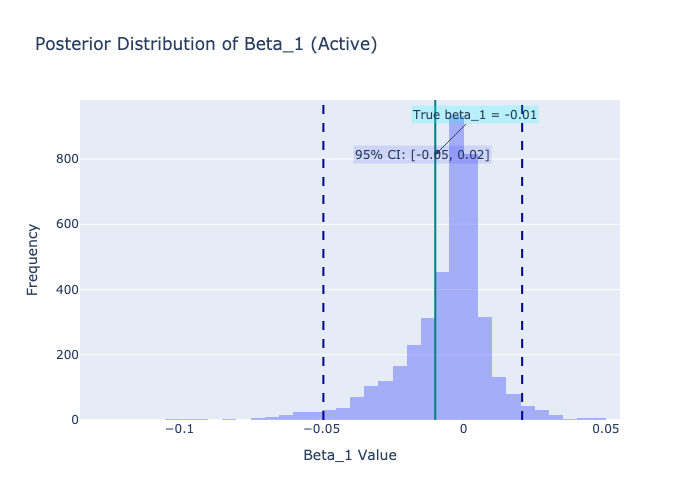 Posterior Distribution of Beta_1 (Active)
True beta_1 = -0.01
95% CI: [-0.05, 0.02]
800
600
400
200
0
Frequency
−0.1
−0.05
0
0.05
Beta_1 Value